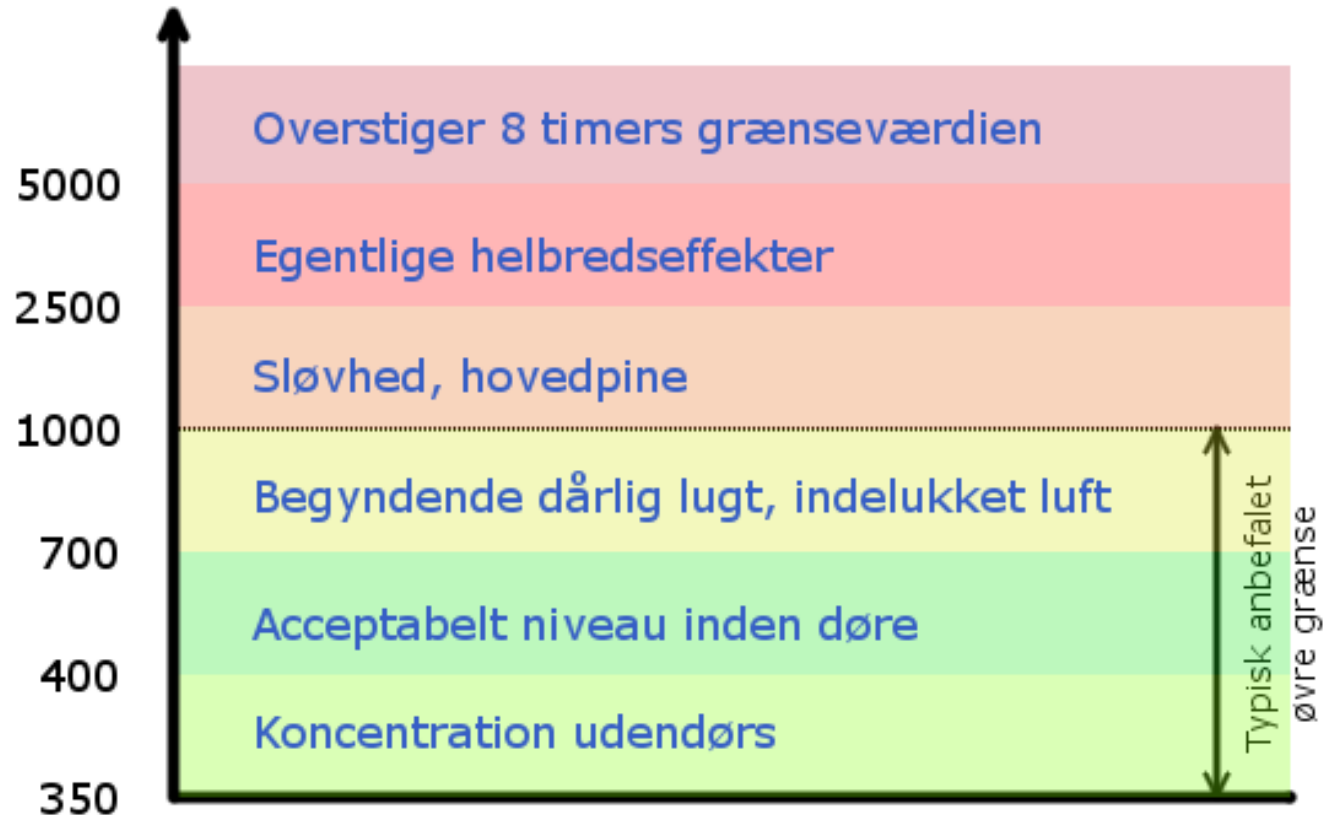 Overstiger 8 timers grænseværdien
5000
Egentlige helbredseffekter
2500
Sløvhed, hovedpine
1000
Begyndende dårlig lugt, indelukket luft
700
Acceptabelt niveau inden døre
400
Koncentration udendørs
350
Typisk anbefalet
øvre grænse